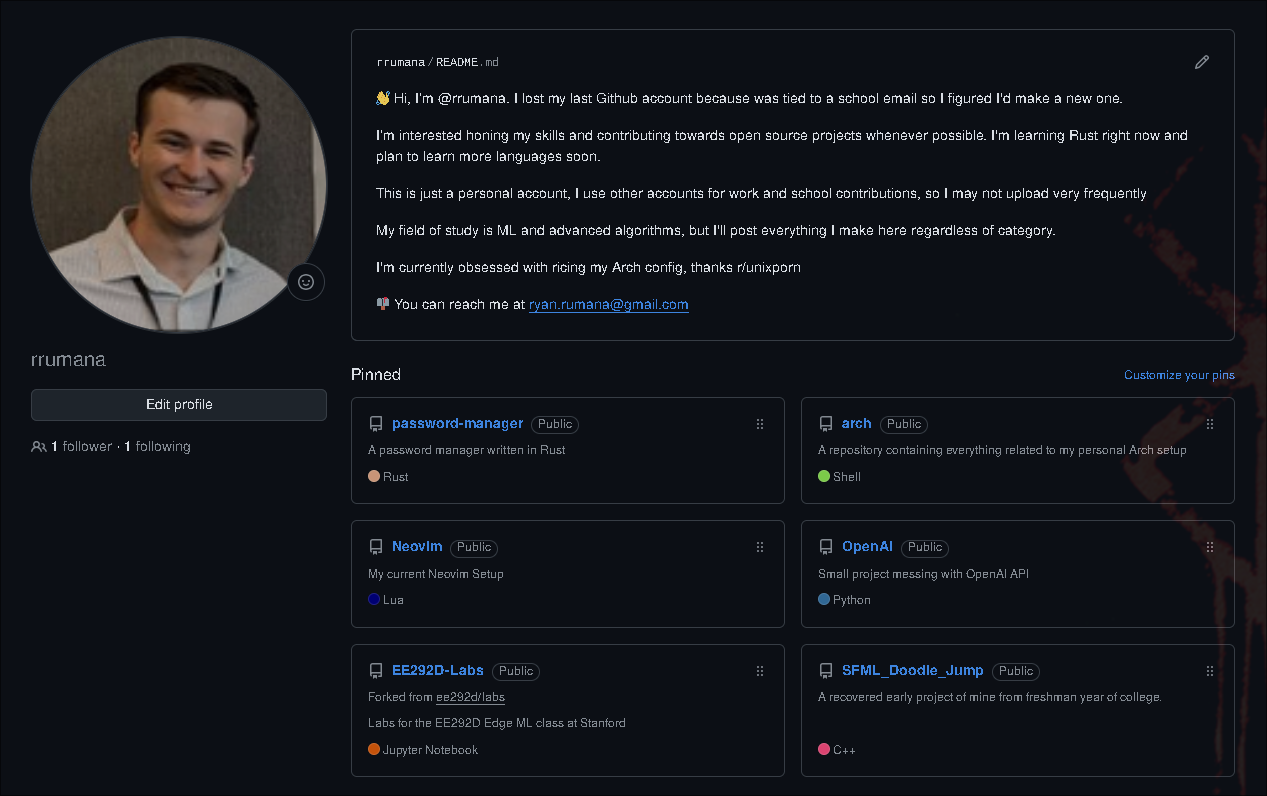 rrumana/README.md
👋 Hi, I'm @rrumana. I lost my last Github account because was tied to a school email so I figured I'd make a new one.
I'm interested honing my skills and contributing towards open source projects whenever possible. I'm learning Rust right now and
plan to learn more languages soon.
This is just a personal account, I use other accounts for work and school contributions, so I may not upload very frequently
My field of study is ML and advanced algorithms, but I'll post everything I make here regardless of category.
I'm currently obsessed with ricing my Arch config, thanks r/unixporn
📫 You can reach me at ryan.rumana@gmail.com
rrumana
Edit profile
1 follower · 1 following
Pinned
Customize your pins
password-manager Public
A password manager written in Rust
Rust
arch Public
A repository containing everything related to my personal Arch setup
Shell
Neovim Public
My current Neovim Setup
Lua
OpenAI Public
Small project messing with OpenAI API
Python
EE292D-Labs Public
Forked from ee292d/labs
Labs for the EE292D Edge ML class at Stanford
Jupyter Notebook
SFML_Doodle_Jump Public
A recovered early project of mine from freshman year of college.
C++